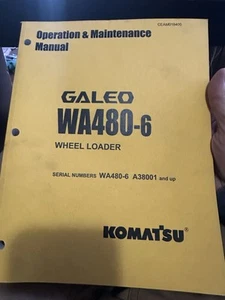 Operation & Maintenance
Manual
GALEO
WA480-6
WHEEL LOADER
SERIAL NUMBERS WA480-6 A38001 and up
KOMATSU